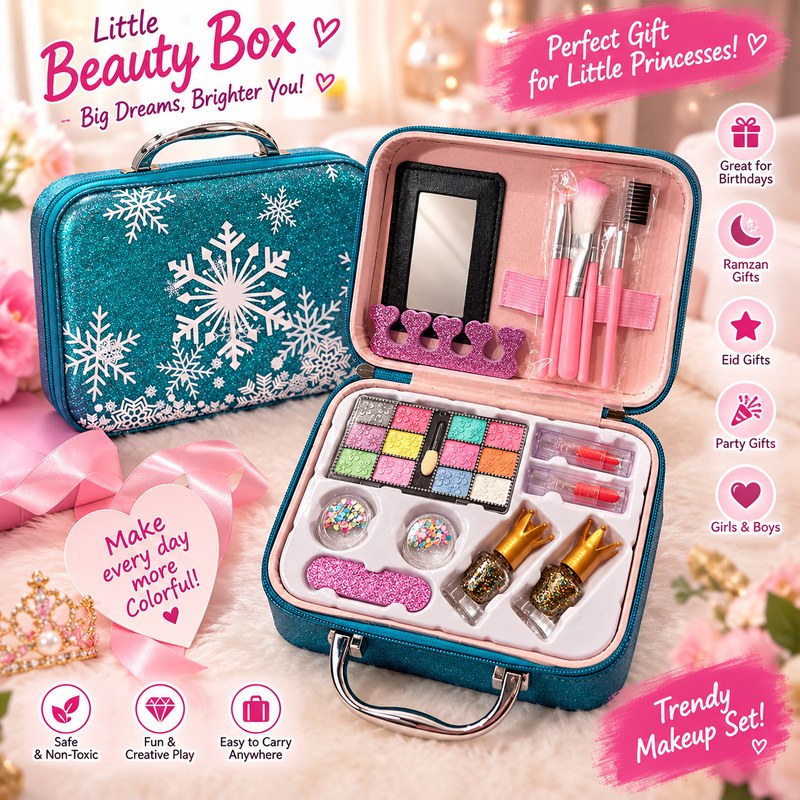 Little
Beauty Box
Big Dreams, Brighter You!
Perfect Gift
for Little Princesses!
Great for
Birthdays
Ramzan
Gifts
Eid Gifts
Party Gifts
Girls & Boys
Make
every day
more
Colorful!
Safe
& Non-Toxic
Fun &
Creative Play
Easy to Carry
Anywhere
Trendy
Makeup Set!